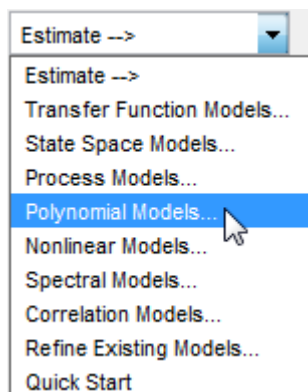 Estimate -->
Estimate -->
Transfer Function Models...
State Space Models...
Process Models...
Polynomial Models...
Nonlinear Models...
Spectral Models...
Correlation Models...
Refine Existing Models...
Quick Start